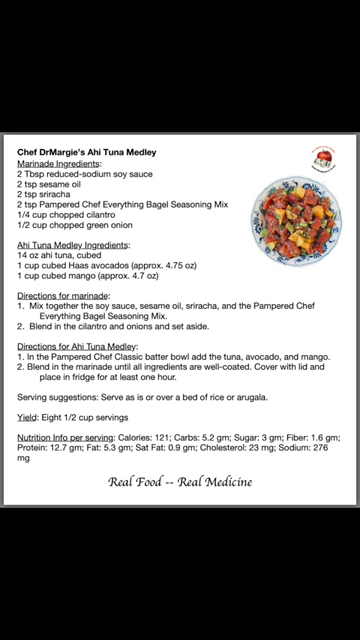 Chef DrMargie's Ahi Tuna Medley
Marinade Ingredients:
2 Tbsp reduced-sodium soy sauce
2 tsp sesame oil
2 tsp sriracha
2 tsp Pampered Chef Everything Bagel Seasoning Mix
1/4 cup chopped cilantro
1/2 cup chopped green onion
Ahi Tuna Medley Ingredients:
14 oz ahi tuna, cubed
1 cup cubed Haas avocados (approx. 4.75 oz)
1 cup cubed mango (approx. 4.7 oz)
Directions for marinade:
1. Mix together the soy sauce, sesame oil, sriracha, and the Pampered Chef
Everything Bagel Seasoning Mix.
2. Blend in the cilantro and onions and set aside.
Directions for Ahi Tuna Medley:
1. In the Pampered Chef Classic batter bowl add the tuna, avocado, and mango.
2. Blend in the marinade until all ingredients are well-coated. Cover with lid and
place in fridge for at least one hour.
Serving suggestions: Serve as is or over a bed of rice or arugala.
Yield: Eight 1/2 cup servings
Nutrition Info per serving: Calories: 121; Carbs: 5.2 gm; Sugar: 3 gm; Fiber: 1.6 gm;
Protein: 12.7 gm; Fat: 5.3 gm; Sat Fat: 0.9 gm; Cholesterol: 23 mg; Sodium: 276
mg
Real Food -- Real Medicine